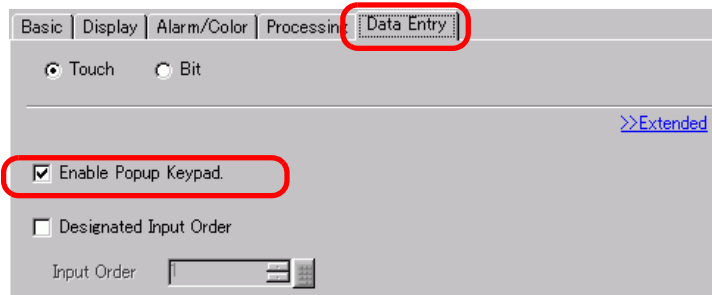 Basic Display Alarm/Color Processing Data Entry
Touch Bit
>>Extended
Enable Popup Keypad.
Designated Input Order
Input Order 1